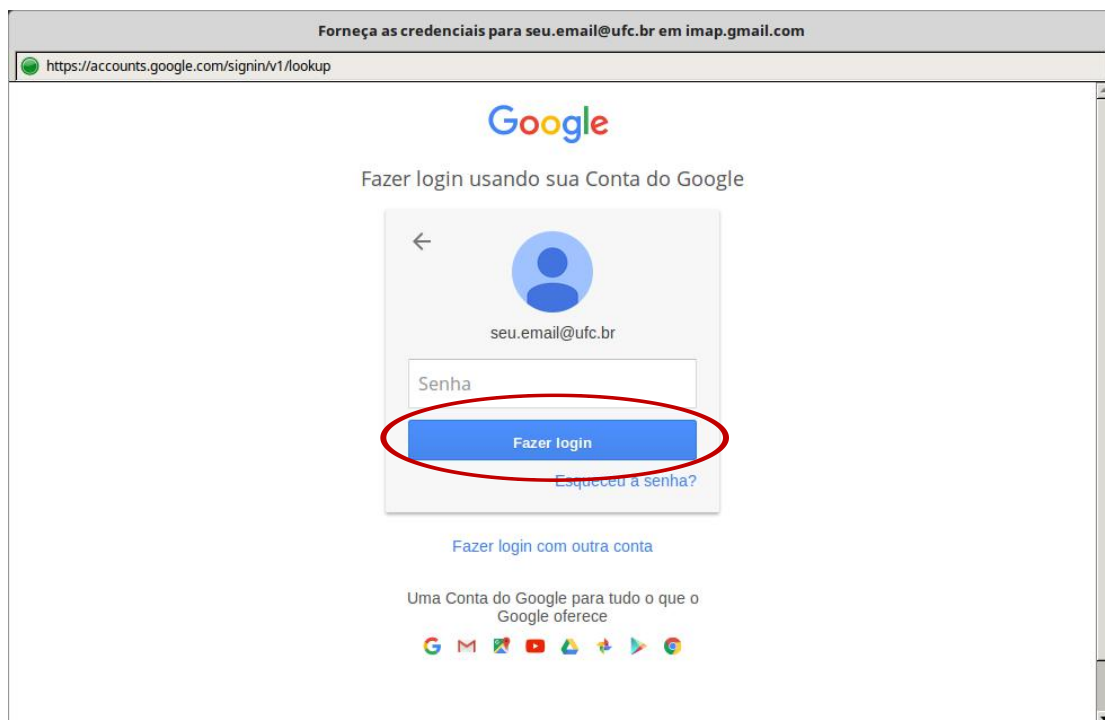 Forneça as credenciais para seu.email@ufc.br em imap.gmail.com
https://accounts.google.com/signin/v1/lookup
Google
Fazer login usando sua Conta do Google
seu.email@ufc.br
Senha
Fazer login
Esqueceu a senha?
Fazer login com outra conta
Uma Conta do Google para tudo o que o
Google oferece